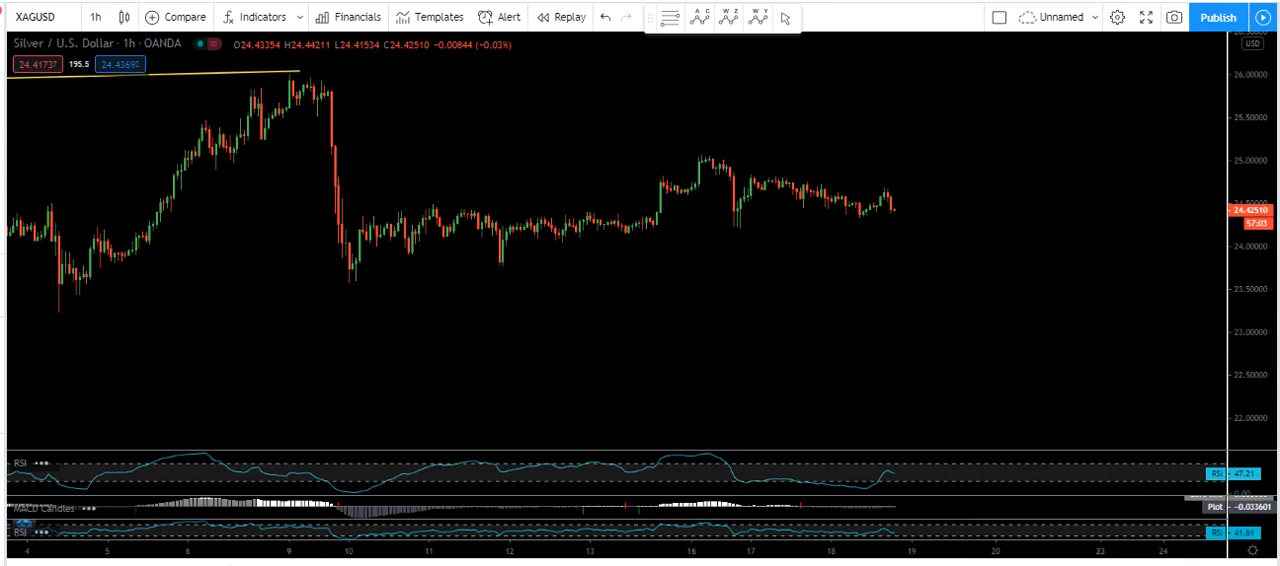 XAGUSD 1h Compare Indicators Financials Templates Alert Replay A C W Z W Y Unnamed Publish
Silver / U.S. Dollar · 1h · OANDA O24.43354 H24.44211 L24.41534 C24.42510 −0.00844 (−0.03%)
USD
24.41737 195.5 24.43692
26.00000
25.50000
25.00000
24.50000
24.42510
57:03
24.00000
23.50000
23.00000
22.50000
22.00000
RSI RSI 47.21
0.00
MACD Candles Plot −0.033601
RSI RSI 41.61
4 5 6 9 10 11 12 13 16 17 18 19 20 23 24